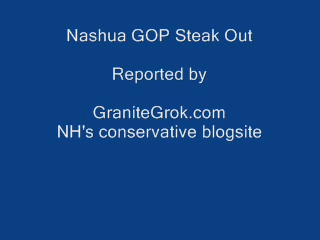 Nashua GOP Steak Out
Reported by
GraniteGrok.com
NH's conservative blogsite